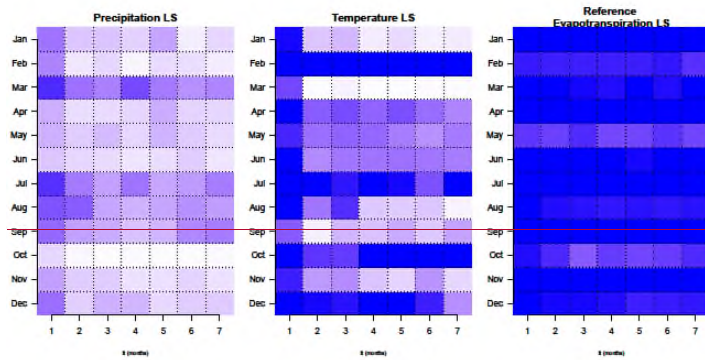 Precipitation LS
Temperature LS
Reference
Evapotranspiration LS
Jan
Feb
Mar
Apr
May
Jun
Jul
Aug
Sep
Oct
Nov
Dec
Jan
Feb
Mar
Apr
May
Jun
Jul
Aug
Sep
Oct
Nov
Dec
Jan
Feb
Mar
Apr
May
Jun
Jul
Aug
Sep
Oct
Nov
Dec
1 2 3 4 5 6 7
1 2 3 4 5 6 7
1 2 3 4 5 6 7
(months)
(months)
(months)